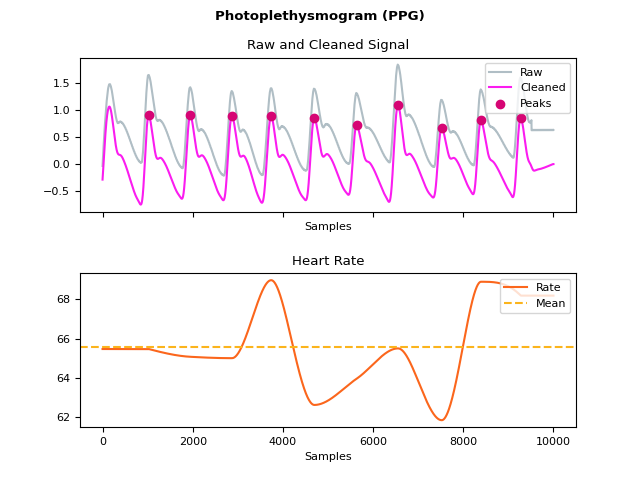 Photoplethysmogram (PPG)
Raw and Cleaned Signal
Raw
Cleaned
Peaks
1.5
1.0
0.5
0.0
−0.5
Samples
Heart Rate
Rate
Mean
68
66
64
62
0 2000 4000 6000 8000 10000
Samples